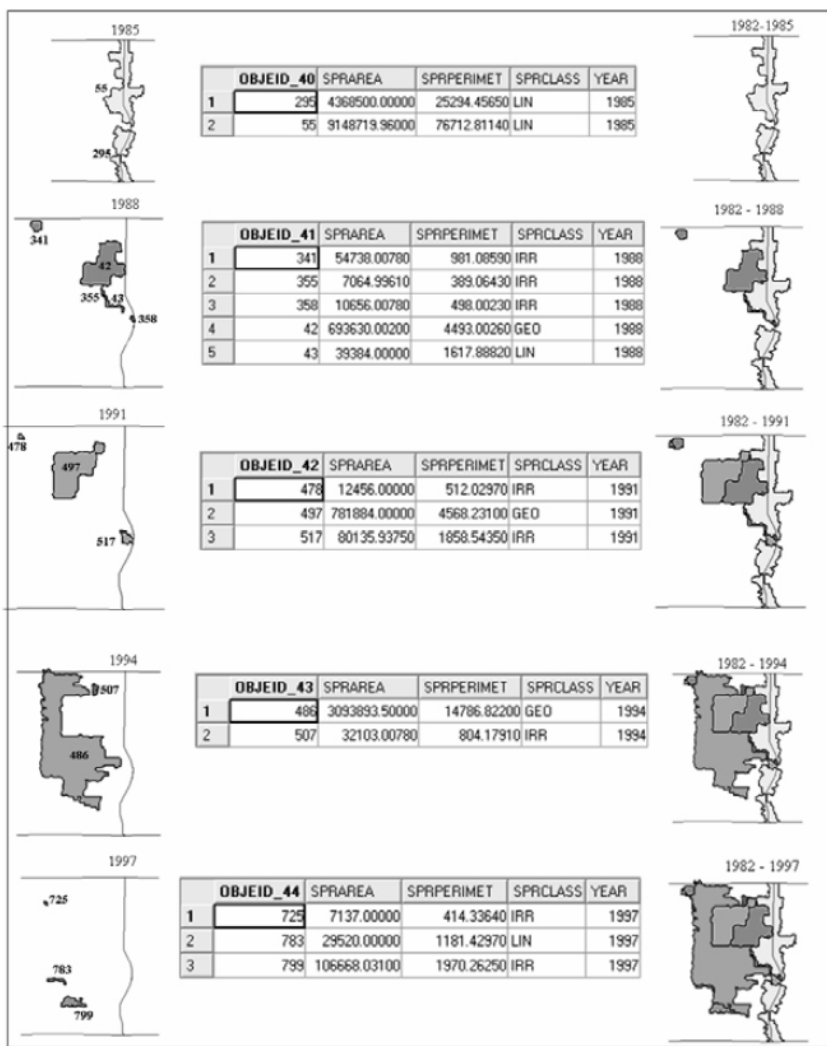 1985
55
295
OBJEID_40 SPRAREA SPRPERIMET SPRCLASS YEAR
1 295 4368500.00000 25294.45650 LIN 1985
2 55 9148719.96000 76712.81140 LIN 1985
1982-1985
1988
341
42
355 43
358
OBJEID_41 SPRAREA SPRPERIMET SPRCLASS YEAR
1 341 54738.00780 981.08590 IRR 1988
2 355 7064.99610 389.06430 IRR 1988
3 358 10656.00780 498.00230 IRR 1988
4 42 693630.00200 4493.00260 GEO 1988
5 43 39384.00000 1617.88820 LIN 1988
1982 - 1988
1991
478
497
517
OBJEID_42 SPRAREA SPRPERIMET SPRCLASS YEAR
1 478 12456.00000 512.02970 IRR 1991
2 497 781884.00000 4568.23100 GEO 1991
3 517 80135.93750 1858.54350 IRR 1991
1982 - 1991
1994
507
486
OBJEID_43 SPRAREA SPRPERIMET SPRCLASS YEAR
1 486 3093893.50000 14786.82200 GEO 1994
2 507 32103.00780 804.17910 IRR 1994
1982 - 1994
1997
725
783
799
OBJEID_44 SPRAREA SPRPERIMET SPRCLASS YEAR
1 725 7137.00000 414.33640 IRR 1997
2 783 29520.00000 1181.42970 LIN 1997
3 799 106668.03100 1970.26250 IRR 1997
1982 - 1997